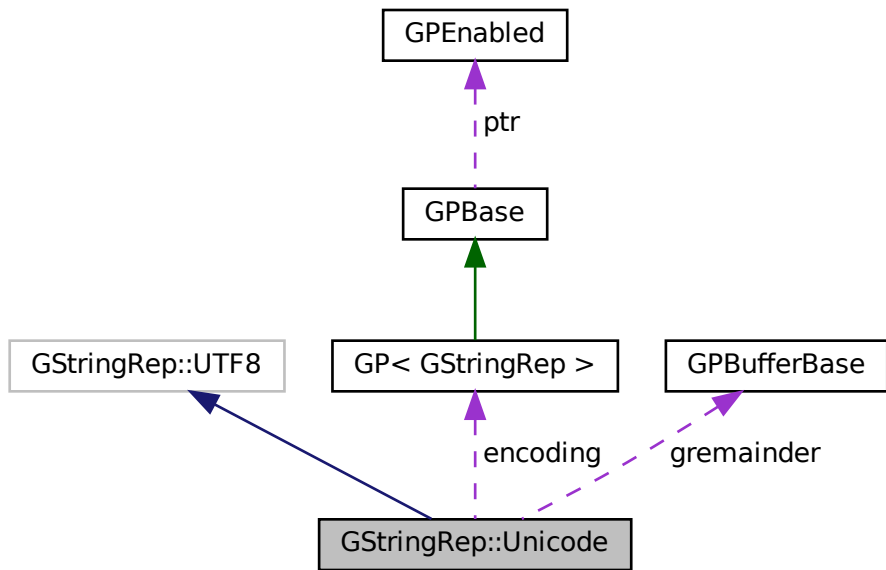 GPEnabled
ptr
GPBase
GStringRep::UTF8
GP< GStringRep >
GPBufferBase
encoding
gremainder
GStringRep::Unicode